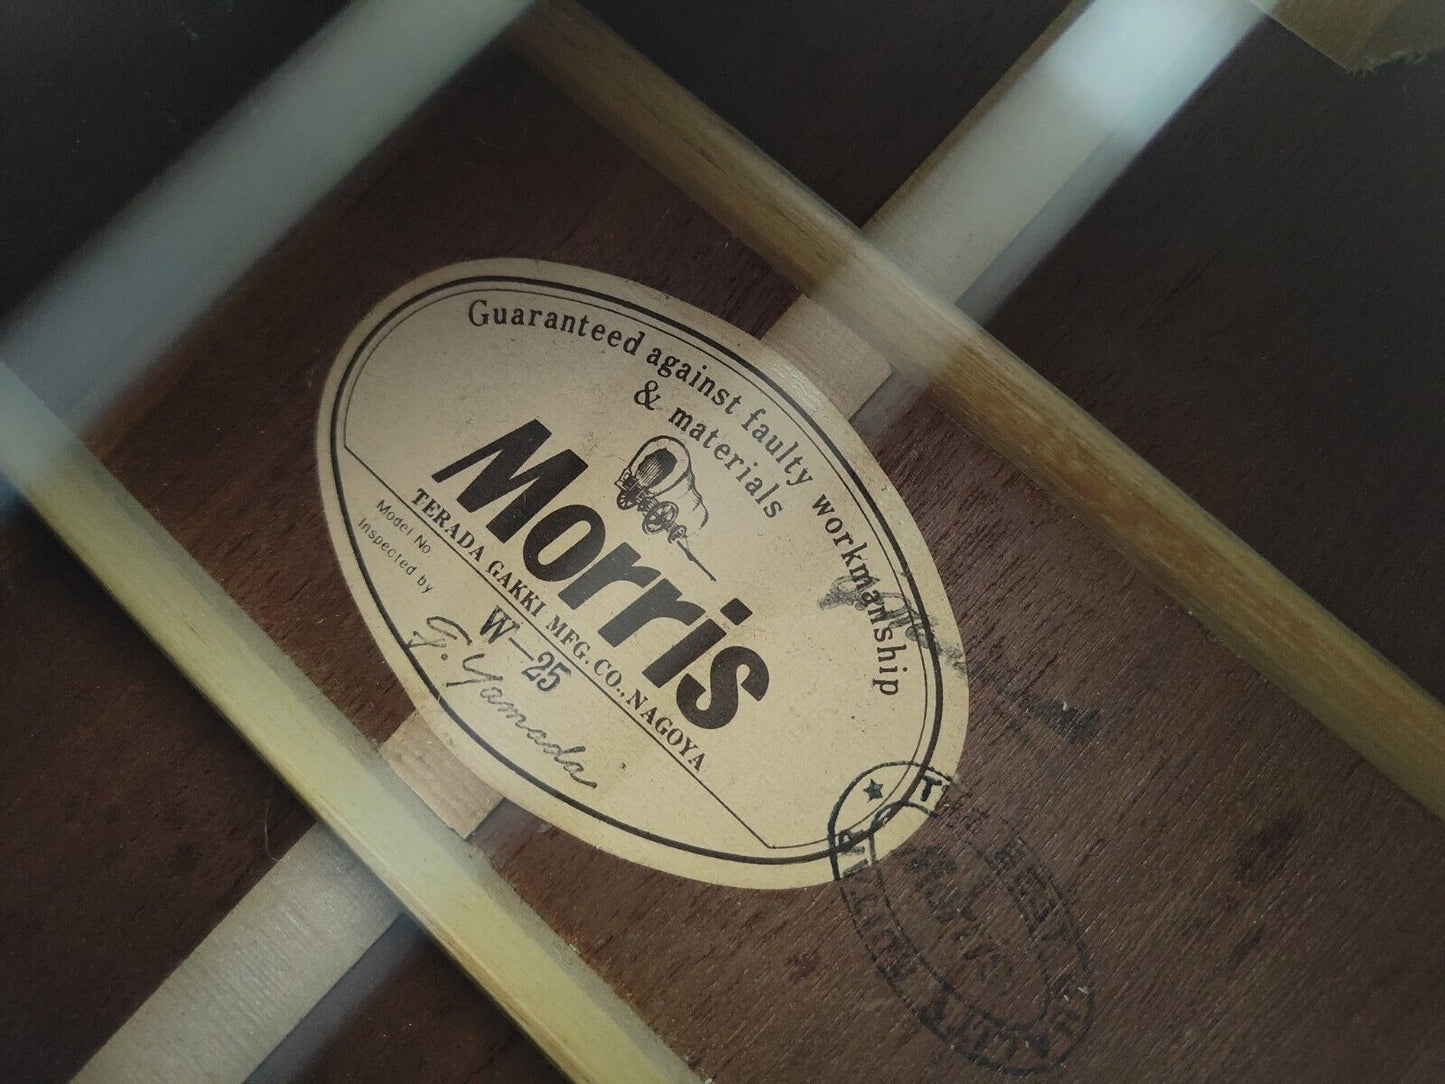 Guaranteed against faulty workmanship
& materials
Morris
TERADA GAKKI MFG. CO., NAGOYA
Model No W-25
Inspected by G. Yamada